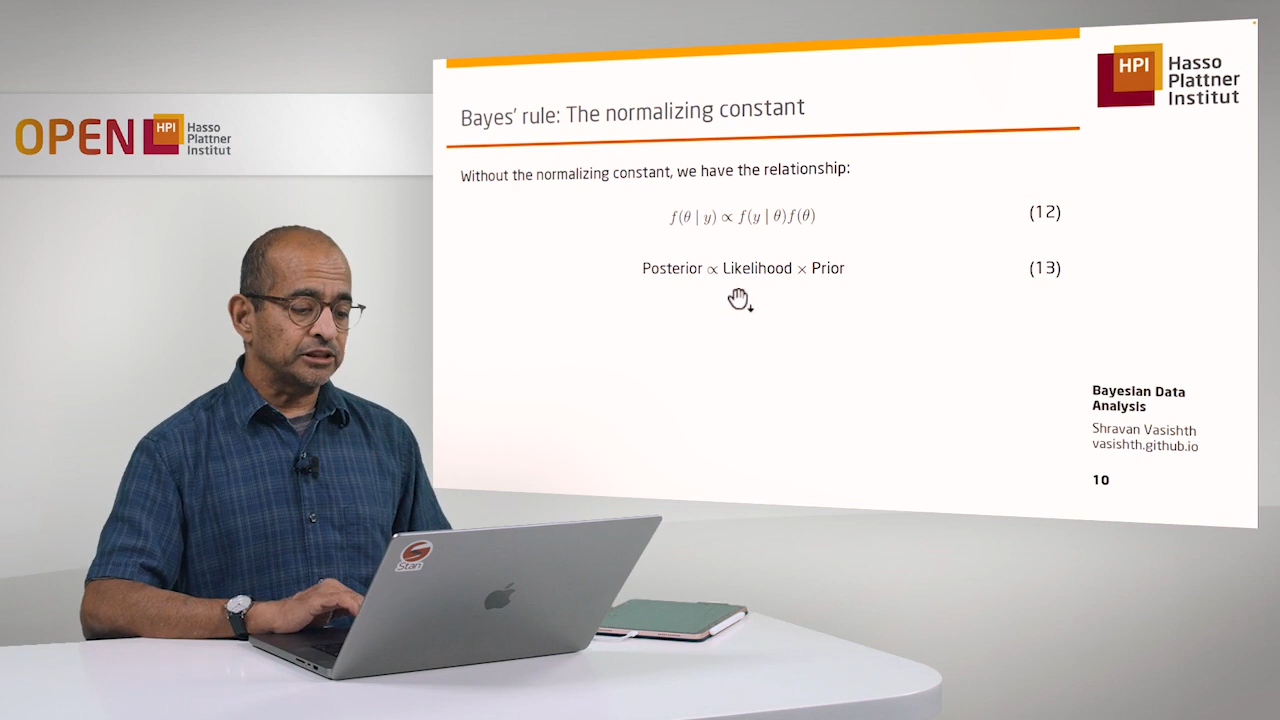 OPEN
HPI
Hasso
Plattner
Institut
HPI
Hasso
Plattner
Institut
Bayes' rule: The normalizing constant
Without the normalizing constant, we have the relationship:
f(θ | y) ∝ f(y | θ)f(θ) (12)
Posterior ∝ Likelihood × Prior (13)
Bayesian Data
Analysis
Shravan Vasishth
vasishth.github.io
10
Stan